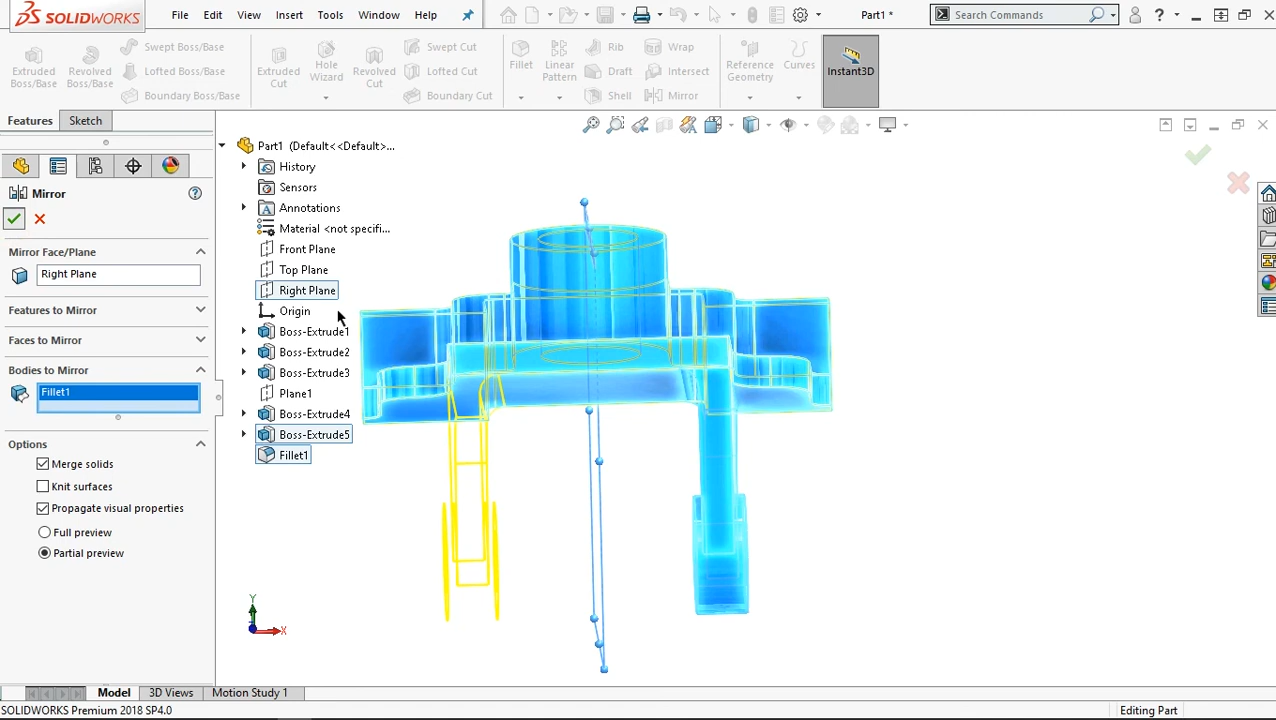 SOLIDWORKS File Edit View Insert Tools Window Help Part1 * Search Commands ?
Extruded Boss/Base
Revolved Boss/Base
Swept Boss/Base
Lofted Boss/Base
Boundary Boss/Base
Extruded Cut
Hole Wizard
Revolved Cut
Swept Cut
Lofted Cut
Boundary Cut
Fillet
Linear Pattern
Rib
Draft
Shell
Wrap
Intersect
Mirror
Reference Geometry
Curves
Instant3D
Features Sketch
Mirror
Mirror Face/Plane
Right Plane
Features to Mirror
Faces to Mirror
Bodies to Mirror
Fillet1
Options
Merge solids
Knit surfaces
Propagate visual properties
Full preview
Partial preview
Part1 (Default<<Default>...
History
Sensors
Annotations
Material <not specifi...
Front Plane
Top Plane
Right Plane
Origin
Boss-Extrude1
Boss-Extrude2
Boss-Extrude3
Plane1
Boss-Extrude4
Boss-Extrude5
Fillet1
Y
X
Model 3D Views Motion Study 1
SOLIDWORKS Premium 2018 SP4.0 Editing Part